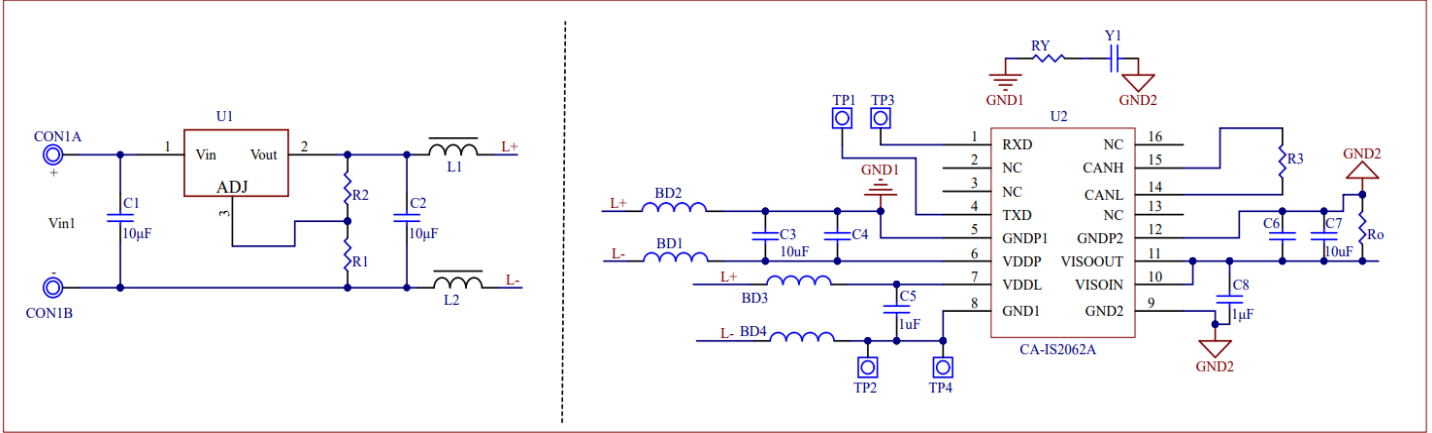 U1
CON1A
+
1
Vin
Vout
2
ADJ
3
C1
10μF
Vin1
R2
R1
C2
10μF
L1
L+
-
CON1B
L2
L-
RY
Y1
GND1
GND2
TP1
TP3
U2
1
RXD
NC
16
2
NC
CANH
15
3
NC
CANL
14
4
TXD
NC
13
5
GNDP1
GNDP2
12
6
VDDP
VISOOUT
11
7
VDDL
VISOIN
10
8
GND1
GND2
9
CA-IS2062A
R3
GND2
GND1
BD2
L+
C3
10uF
C4
BD1
L-
L+
BD3
C5
1uF
L-
BD4
TP2
TP4
C6
C7
10uF
Ro
C8
1μF
GND2